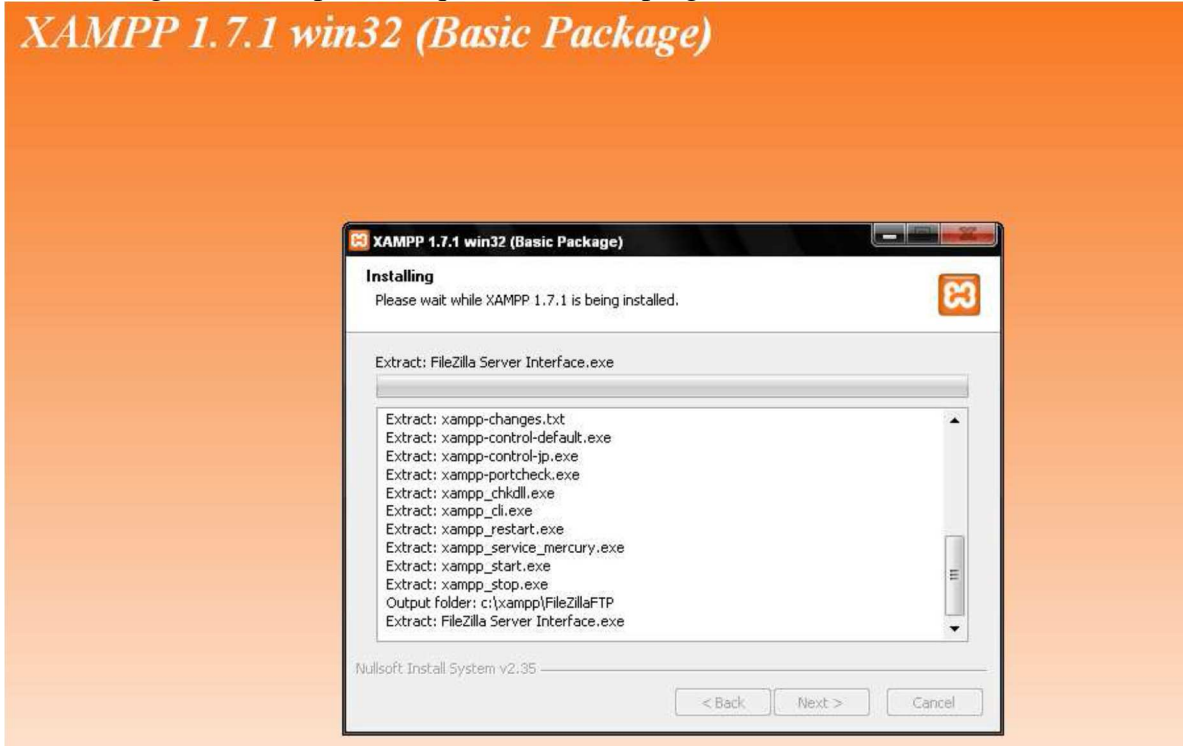 XAMPP 1.7.1 win32 (Basic Package)
XAMPP 1.7.1 win32 (Basic Package)
Installing
Please wait while XAMPP 1.7.1 is being installed.
Extract: FileZilla Server Interface.exe
Extract: xampp-changes.txt
Extract: xampp-control-default.exe
Extract: xampp-control-jp.exe
Extract: xampp-portcheck.exe
Extract: xampp_chkdll.exe
Extract: xampp_cli.exe
Extract: xampp_restart.exe
Extract: xampp_service_mercury.exe
Extract: xampp_start.exe
Extract: xampp_stop.exe
Output folder: c:\xampp\FileZillaFTP
Extract: FileZilla Server Interface.exe
Nullsoft Install System v2.35
< Back Next > Cancel